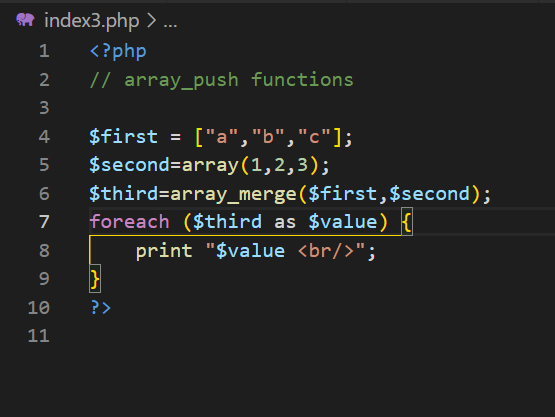 index3.php > ...
1 <?php
2 // array_push functions
3
4 $first = ["a","b","c"];
5 $second=array(1,2,3);
6 $third=array_merge($first,$second);
7 foreach ($third as $value) {
8     print "$value <br/>";
9 }
10 ?>
11